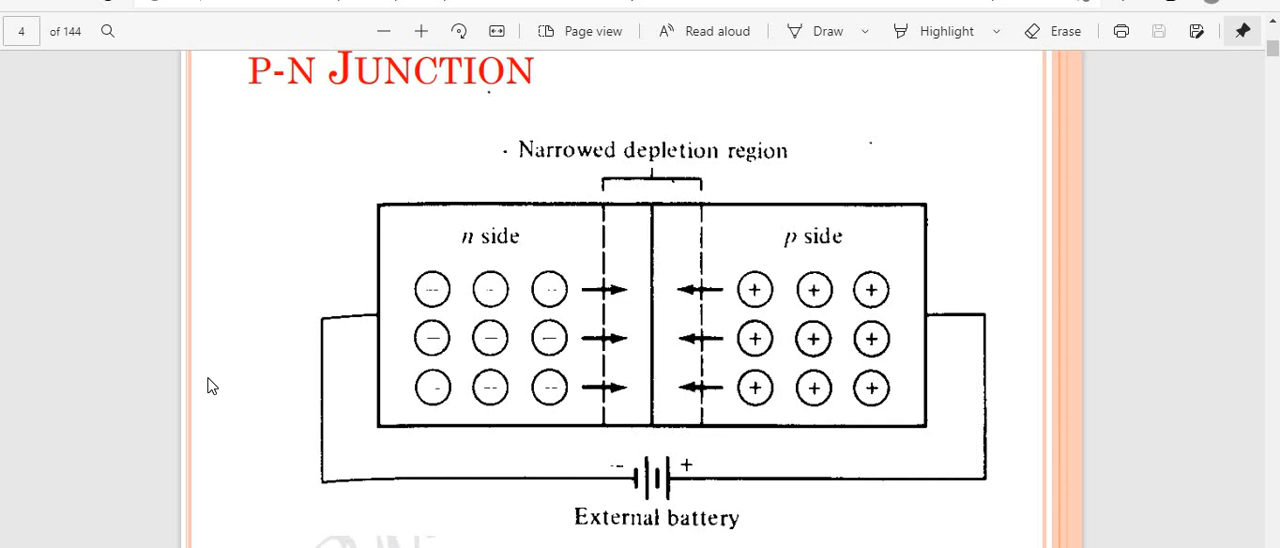 4 of 144 Page view Read aloud Draw Highlight Erase
P-N JUNCTION
Narrowed depletion region
n side p side
+ + +
+ + +
+ + +
- +
External battery